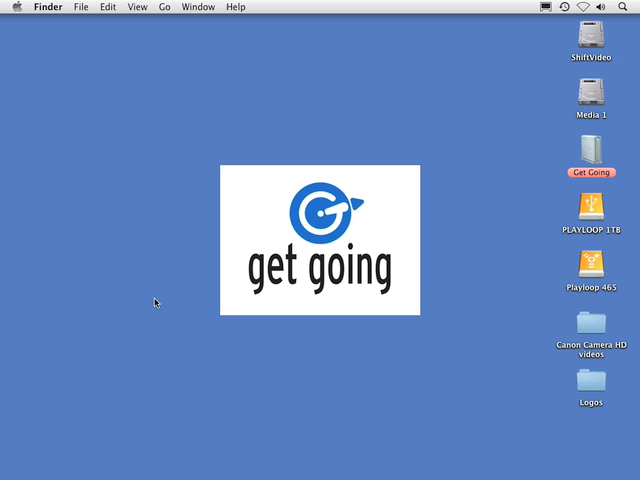 Finder File Edit View Go Window Help
ShiftVideo
Media 1
Get Going
PLAYLOOP 1TB
Playloop 465
Canon Camera HD
videos
Logos
get going